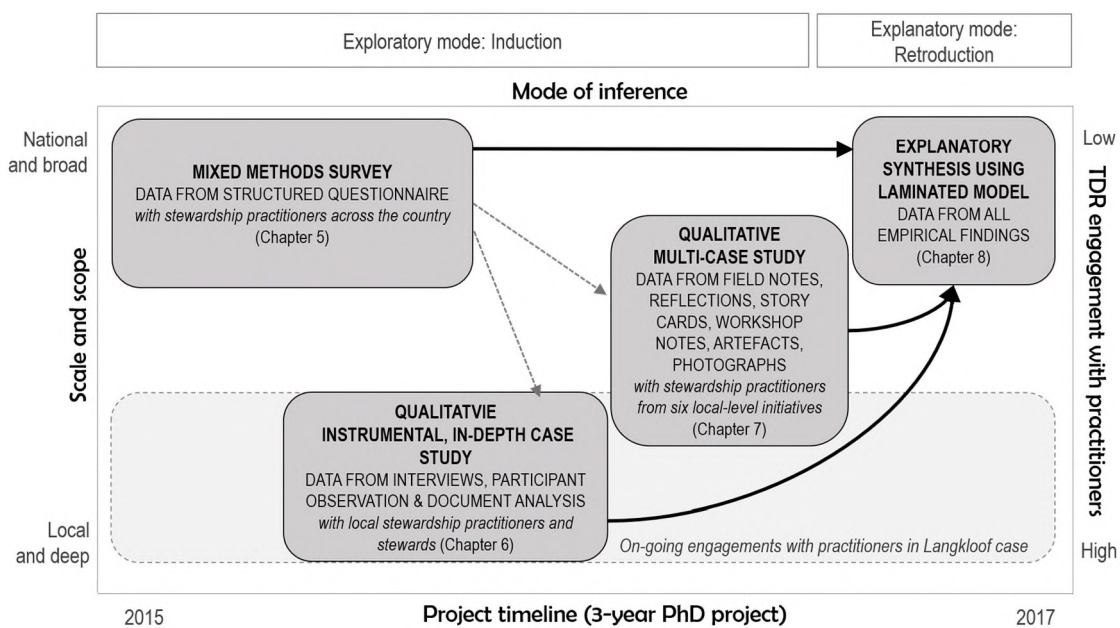 Exploratory mode: Induction
Explanatory mode:
Retroduction
Mode of inference
National
and broad
Low
MIXED METHODS SURVEY
DATA FROM STRUCTURED QUESTIONNAIRE
with stewardship practitioners across the country
(Chapter 5)
EXPLANATORY
SYNTHESIS USING
LAMINATED MODEL
DATA FROM ALL
EMPIRICAL FINDINGS
(Chapter 8)
QUALITATIVE
MULTI-CASE STUDY
DATA FROM FIELD NOTES,
REFLECTIONS, STORY
CARDS, WORKSHOP
NOTES, ARTEFACTS,
PHOTOGRAPHS
with stewardship practitioners
from six local-level initiatives
(Chapter 7)
Scale and scope
TDR engagement with practitioners
QUALITATVIE
INSTRUMENTAL, IN-DEPTH CASE
STUDY
DATA FROM INTERVIEWS, PARTICIPANT
OBSERVATION & DOCUMENT ANALYSIS
with local stewardship practitioners and
stewards (Chapter 6)
On-going engagements with practitioners in Langkloof case
Local
and deep
High
2015
Project timeline (3-year PhD project)
2017